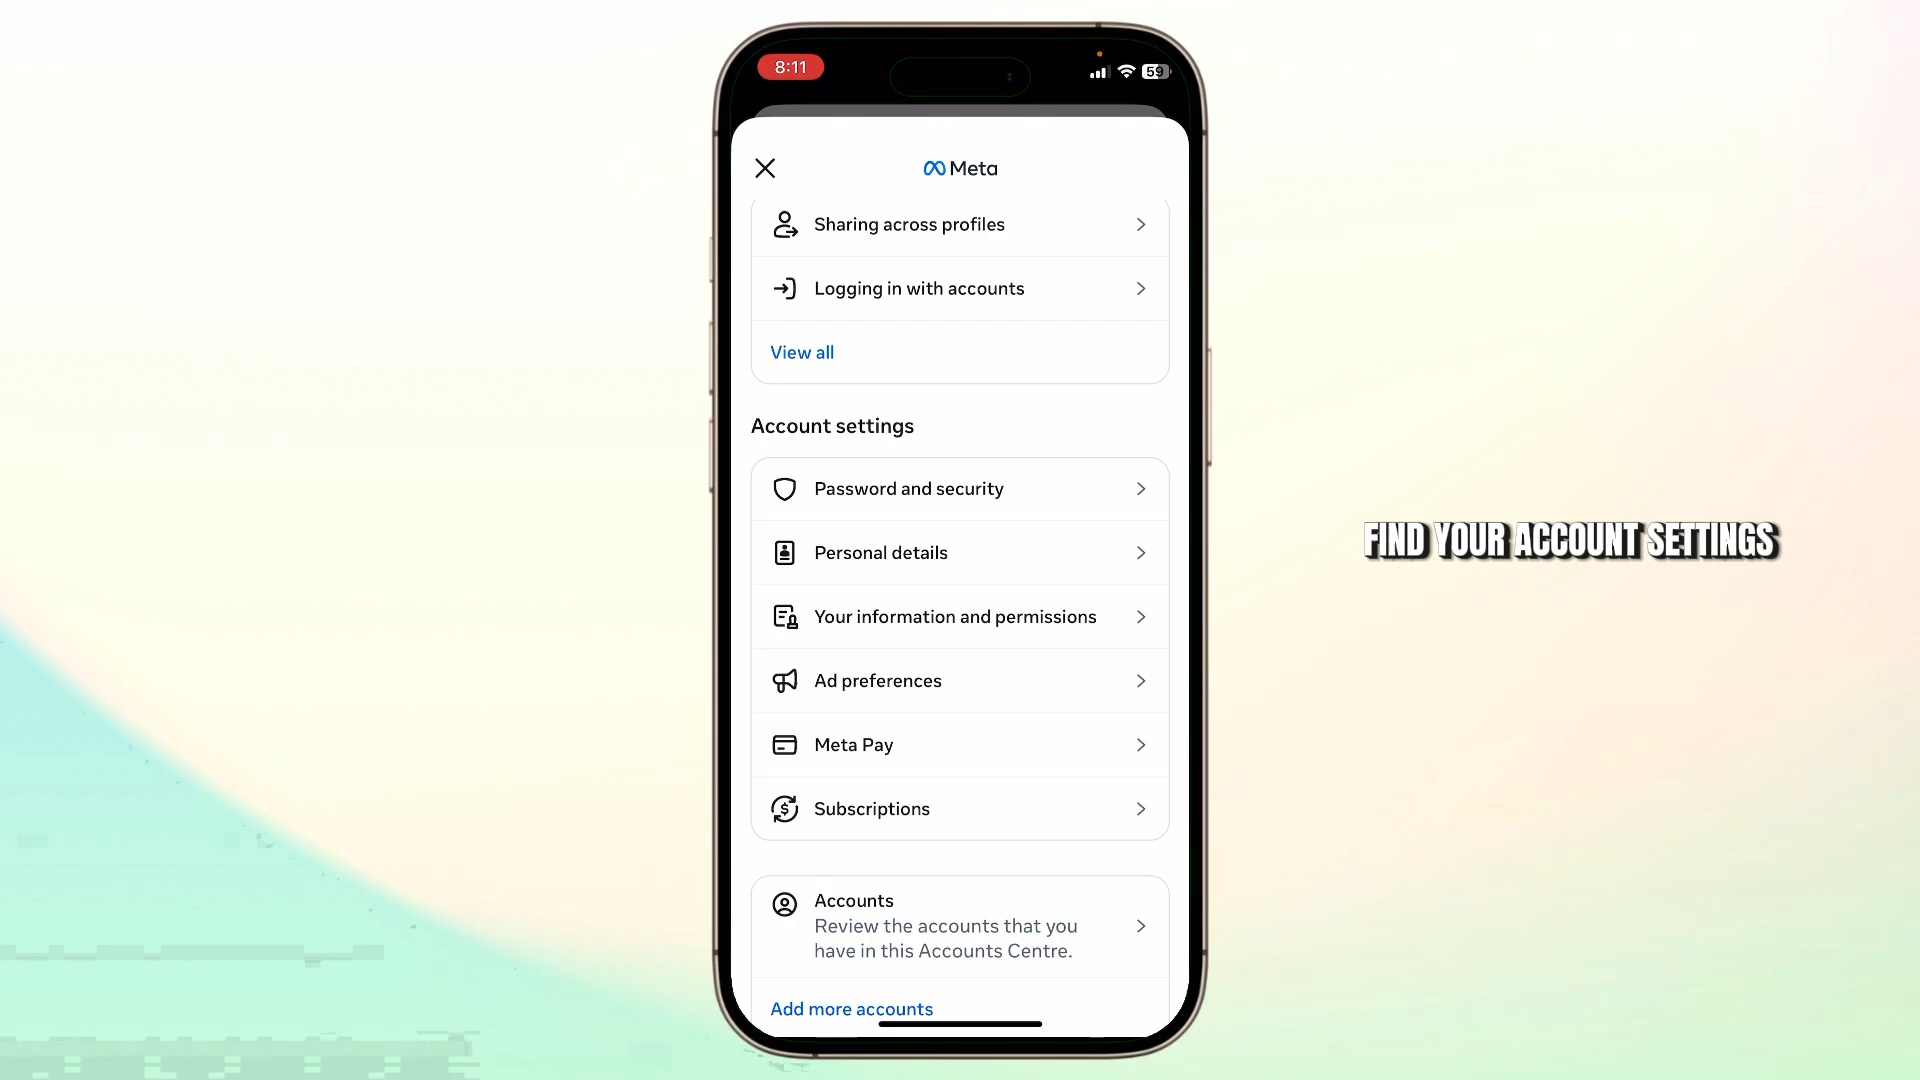 8:11
59
Meta
Sharing across profiles
Logging in with accounts
View all
Account settings
Password and security
Personal details
Your information and permissions
Ad preferences
Meta Pay
Subscriptions
Accounts
Review the accounts that you
have in this Accounts Centre.
Add more accounts
FIND YOUR ACCOUNT SETTINGS